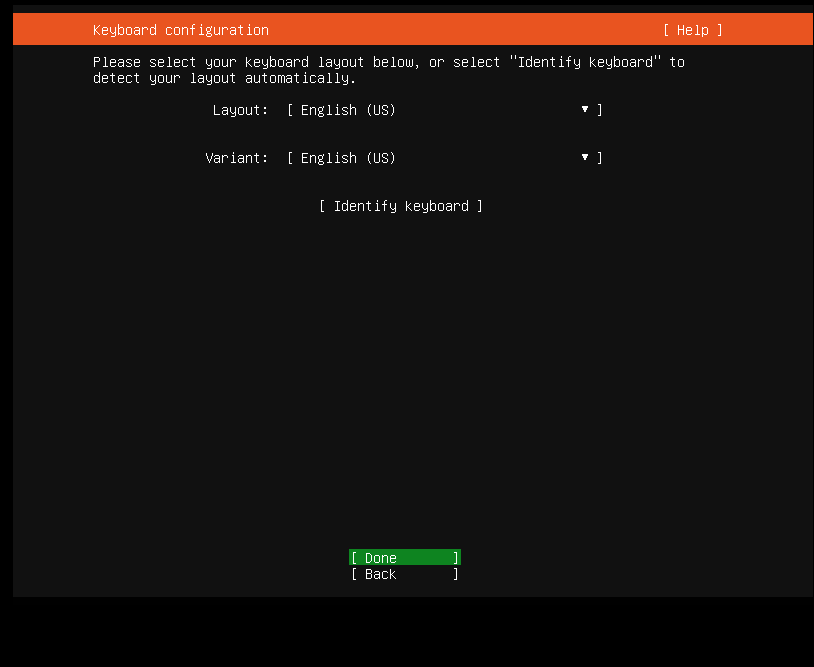 Keyboard configuration [ Help ]
Please select your keyboard layout below, or select "Identify keyboard" to
detect your layout automatically.
Layout: [ English (US) ▼ ]
Variant: [ English (US) ▼ ]
[ Identify keyboard ]
[ Done ]
[ Back ]